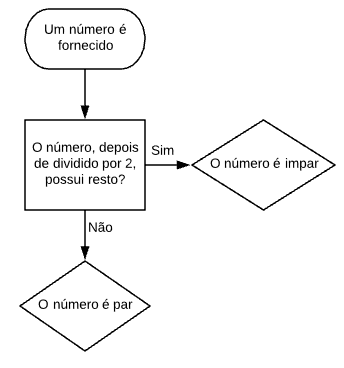 Um número é
fornecido
O número, depois
de dividido por 2,
possui resto?
Sim
O número é impar
Não
O número é par